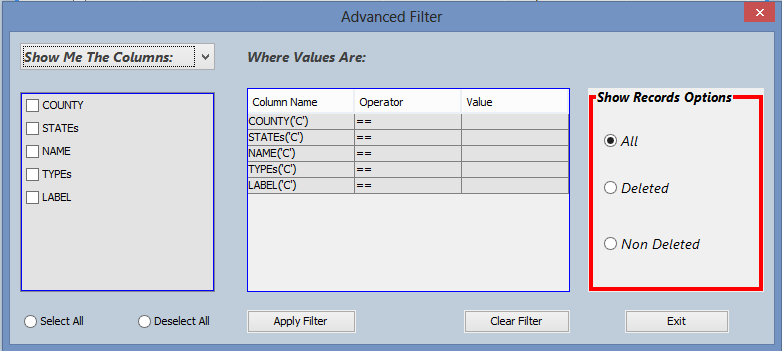 Advanced Filter
Show Me The Columns:
Where Values Are:
COUNTY
STATEs
NAME
TYPEs
LABEL
Column Name Operator Value
COUNTY('C') ==
STATEs('C') ==
NAME('C') ==
TYPEs('C') ==
LABEL('C') ==
Show Records Options
All
Deleted
Non Deleted
Select All Deselect All Apply Filter Clear Filter Exit